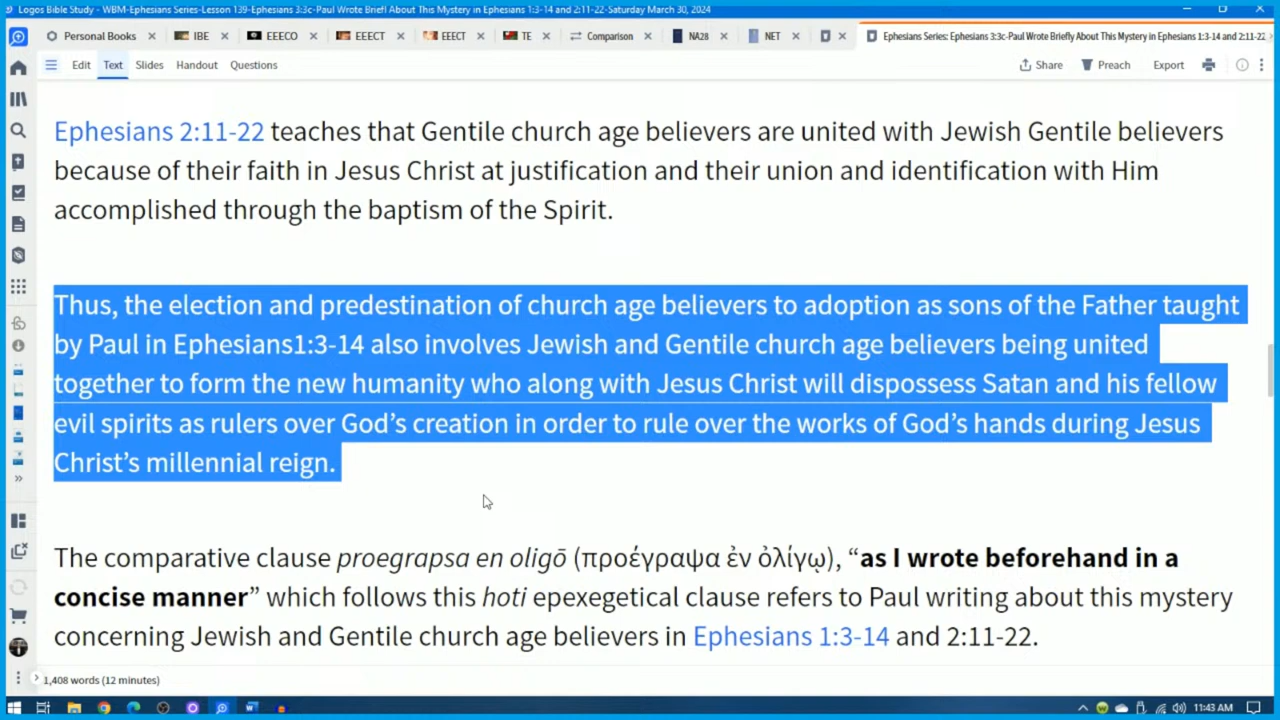 Logos Bible Study - WBM-Ephesians Series-Lesson 139-Ephesians 3:3c-Paul Wrote Briefly About This Mystery in Ephesians 1:3-14 and 2:11-22-Saturday March 30, 2024
Personal Books
IBE
EEECO
EEECT
EEECT
TE
Comparison
NA28
NET
Ephesians Series: Ephesians 3:3c-Paul Wrote Briefly About This Mystery in Ephesians 1:3-14 and 2:11-22
Edit Text Slides Handout Questions
Share Preach Export
Ephesians 2:11-22 teaches that Gentile church age believers are united with Jewish Gentile believers
because of their faith in Jesus Christ at justification and their union and identification with Him
accomplished through the baptism of the Spirit.
Thus, the election and predestination of church age believers to adoption as sons of the Father taught
by Paul in Ephesians1:3-14 also involves Jewish and Gentile church age believers being united
together to form the new humanity who along with Jesus Christ will dispossess Satan and his fellow
evil spirits as rulers over God’s creation in order to rule over the works of God’s hands during Jesus
Christ’s millennial reign.
The comparative clause proegrapsa en oligō (προέγραψα ἐν ὀλίγῳ), “as I wrote beforehand in a
concise manner” which follows this hoti epexegetical clause refers to Paul writing about this mystery
concerning Jewish and Gentile church age believers in Ephesians 1:3-14 and 2:11-22.
1,408 words (12 minutes)
11:43 AM